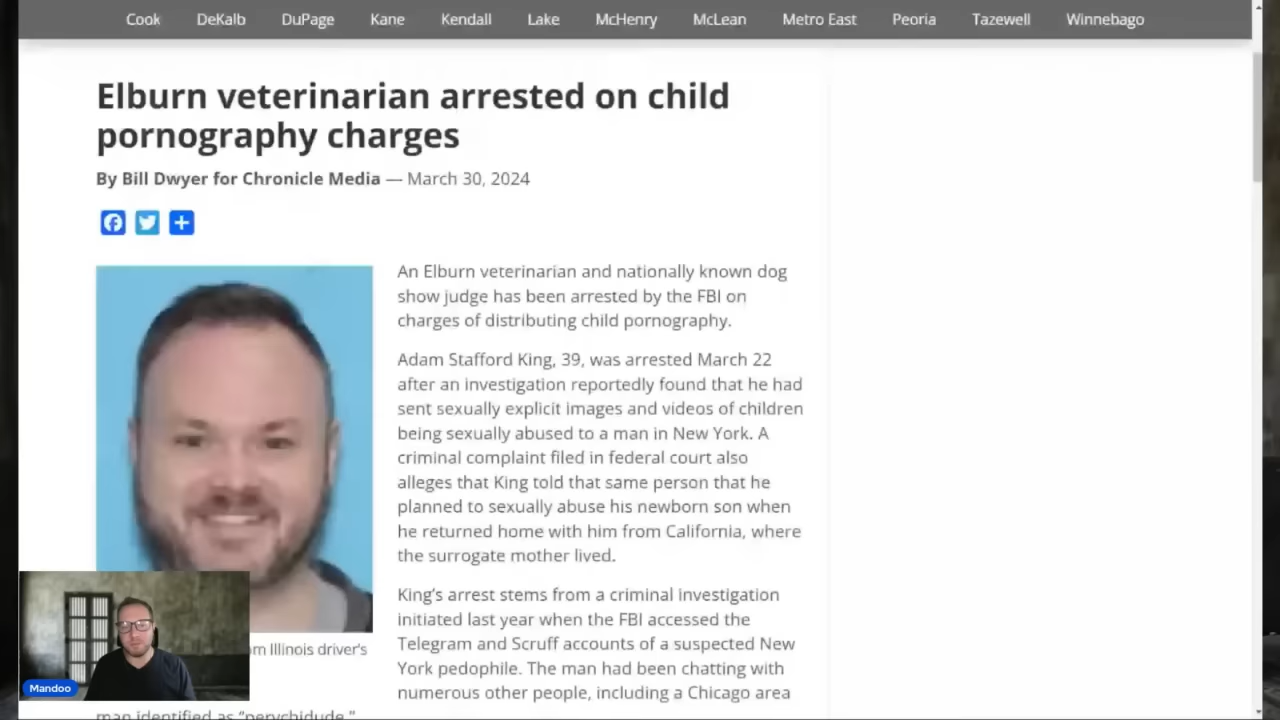 Cook DeKalb DuPage Kane Kendall Lake McHenry McLean Metro East Peoria Tazewell Winnebago
Elburn veterinarian arrested on child
pornography charges
By Bill Dwyer for Chronicle Media — March 30, 2024
An Elburn veterinarian and nationally known dog
show judge has been arrested by the FBI on
charges of distributing child pornography.
Adam Stafford King, 39, was arrested March 22
after an investigation reportedly found that he had
sent sexually explicit images and videos of children
being sexually abused to a man in New York. A
criminal complaint filed in federal court also
alleges that King told that same person that he
planned to sexually abuse his newborn son when
he returned home with him from California, where
the surrogate mother lived.
King’s arrest stems from a criminal investigation
initiated last year when the FBI accessed the
Telegram and Scruff accounts of a suspected New
York pedophile. The man had been chatting with
numerous other people, including a Chicago area
man identified as “pervchidude.”
Illinois driver’s
Mandoo